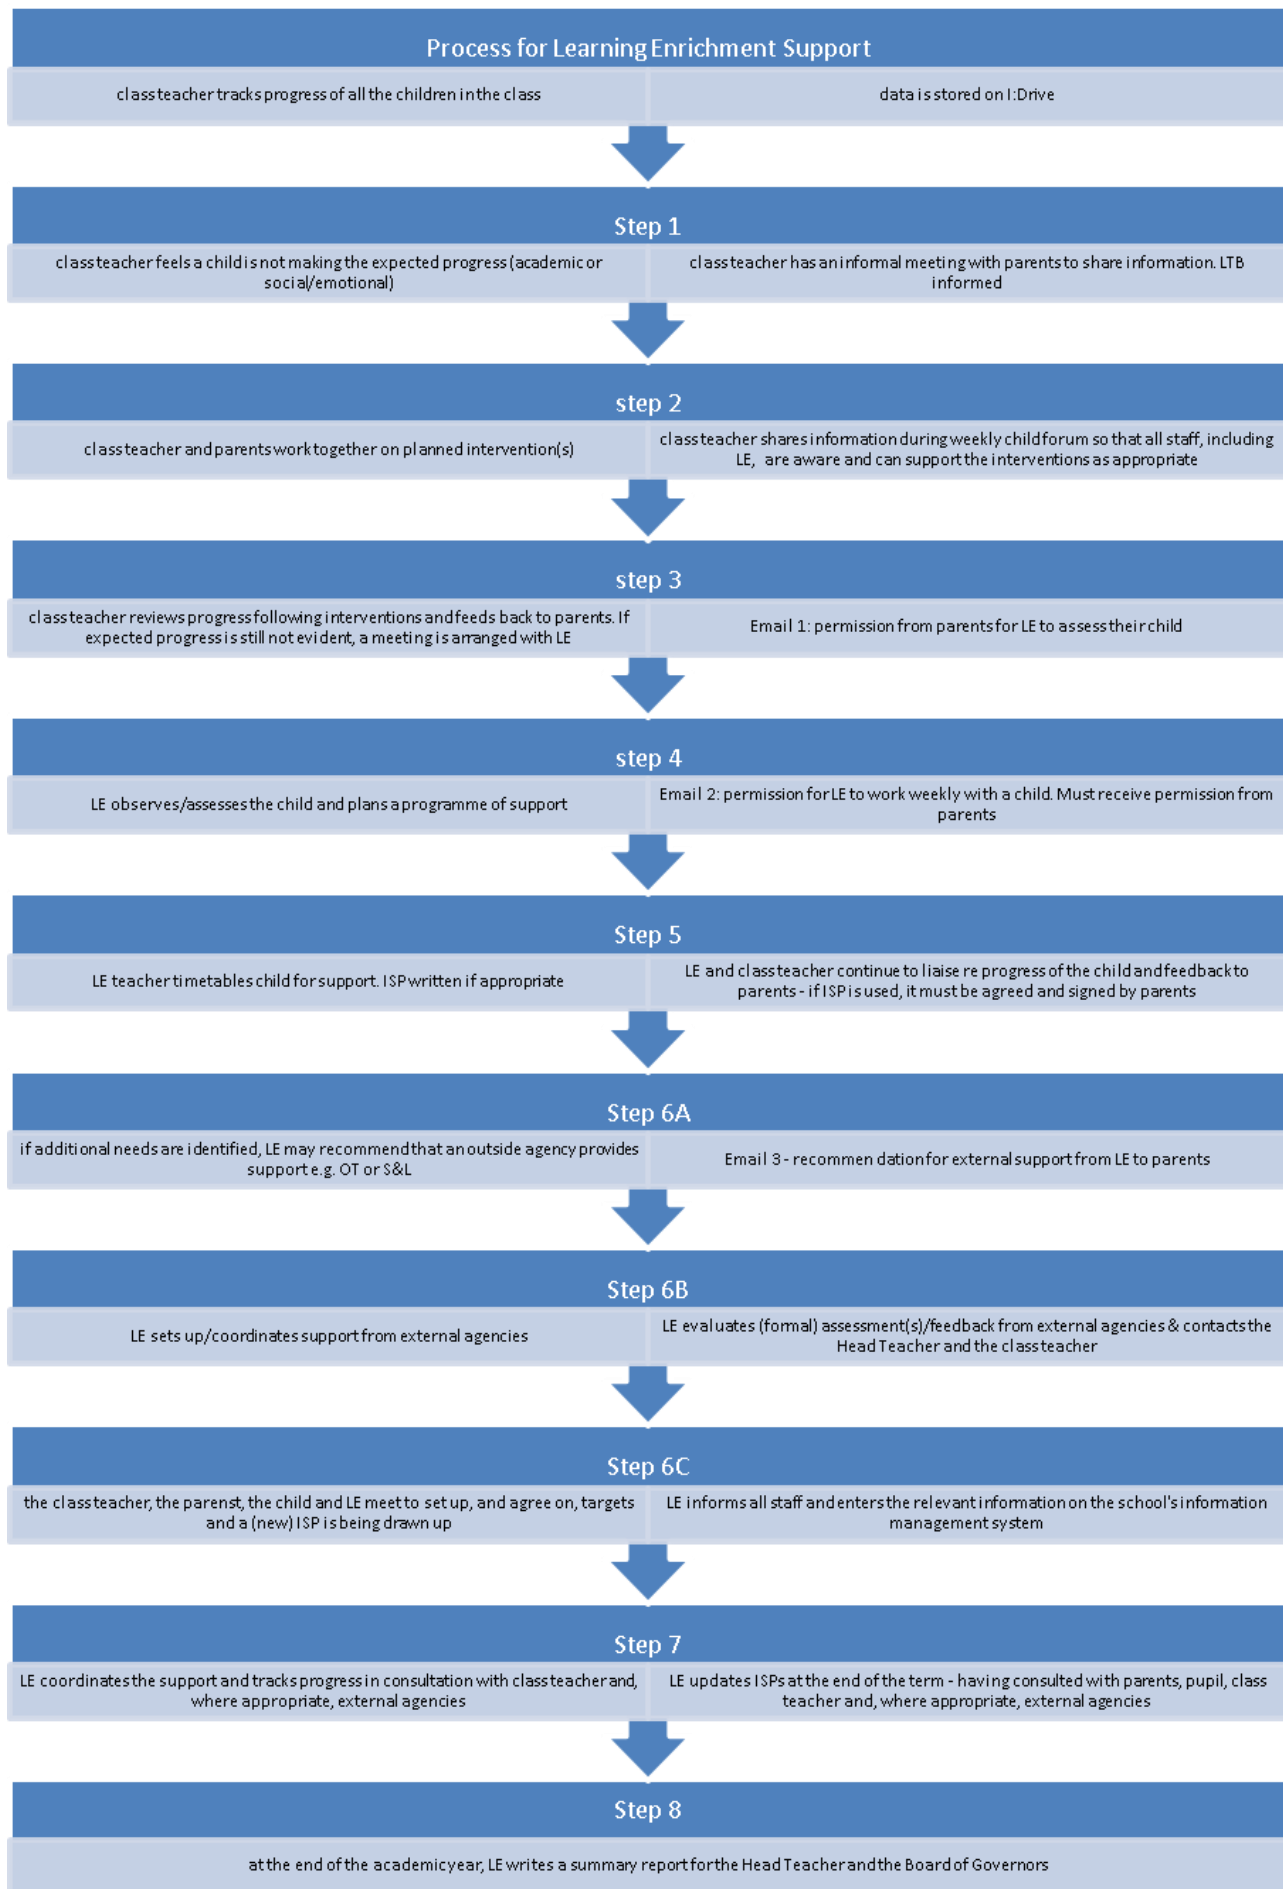 Process for Learning Enrichment Support
class teacher tracks progress of all the children in the class
data is stored on I:Drive
Step 1
class teacher feels a child is not making the expected progress (academic or
social/emotional)
class teacher has an informal meeting with parents to share information. LTB
informed
step 2
class teacher and parents work together on planned intervention(s)
class teacher shares information during weekly child forum so that all staff, including
LE, are aware and can support the interventions as appropriate
step 3
class teacher reviews progress following interventions and feeds back to parents. If
expected progress is still not evident, a meeting is arranged with LE
Email 1: permission from parents for LE to assess their child
step 4
LE observes/assesses the child and plans a programme of support
Email 2: permission for LE to work weekly with a child. Must receive permission from
parents
Step 5
LE teacher timetables child for support. ISP written if appropriate
LE and class teacher continue to liaise re progress of the child and feedback to
parents - if ISP is used, it must be agreed and signed by parents
Step 6A
if additional needs are identified, LE may recommend that an outside agency provides
support e.g. OT or S&L
Email 3 - recommen dation for external support from LE to parents
Step 6B
LE sets up/coordinates support from external agencies
LE evaluates (formal) assessment(s)/feedback from external agencies & contacts the
Head Teacher and the class teacher
Step 6C
the class teacher, the parenst, the child and LE meet to set up, and agree on, targets
and a (new) ISP is being drawn up
LE informs all staff and enters the relevant information on the school's information
management system
Step 7
LE coordinates the support and tracks progress in consultation with class teacher and,
where appropriate, external agencies
LE updates ISPs at the end of the term - having consulted with parents, pupil, class
teacher and, where appropriate, external agencies
Step 8
at the end of the academic year, LE writes a summary report for the Head Teacher and the Board of Governors